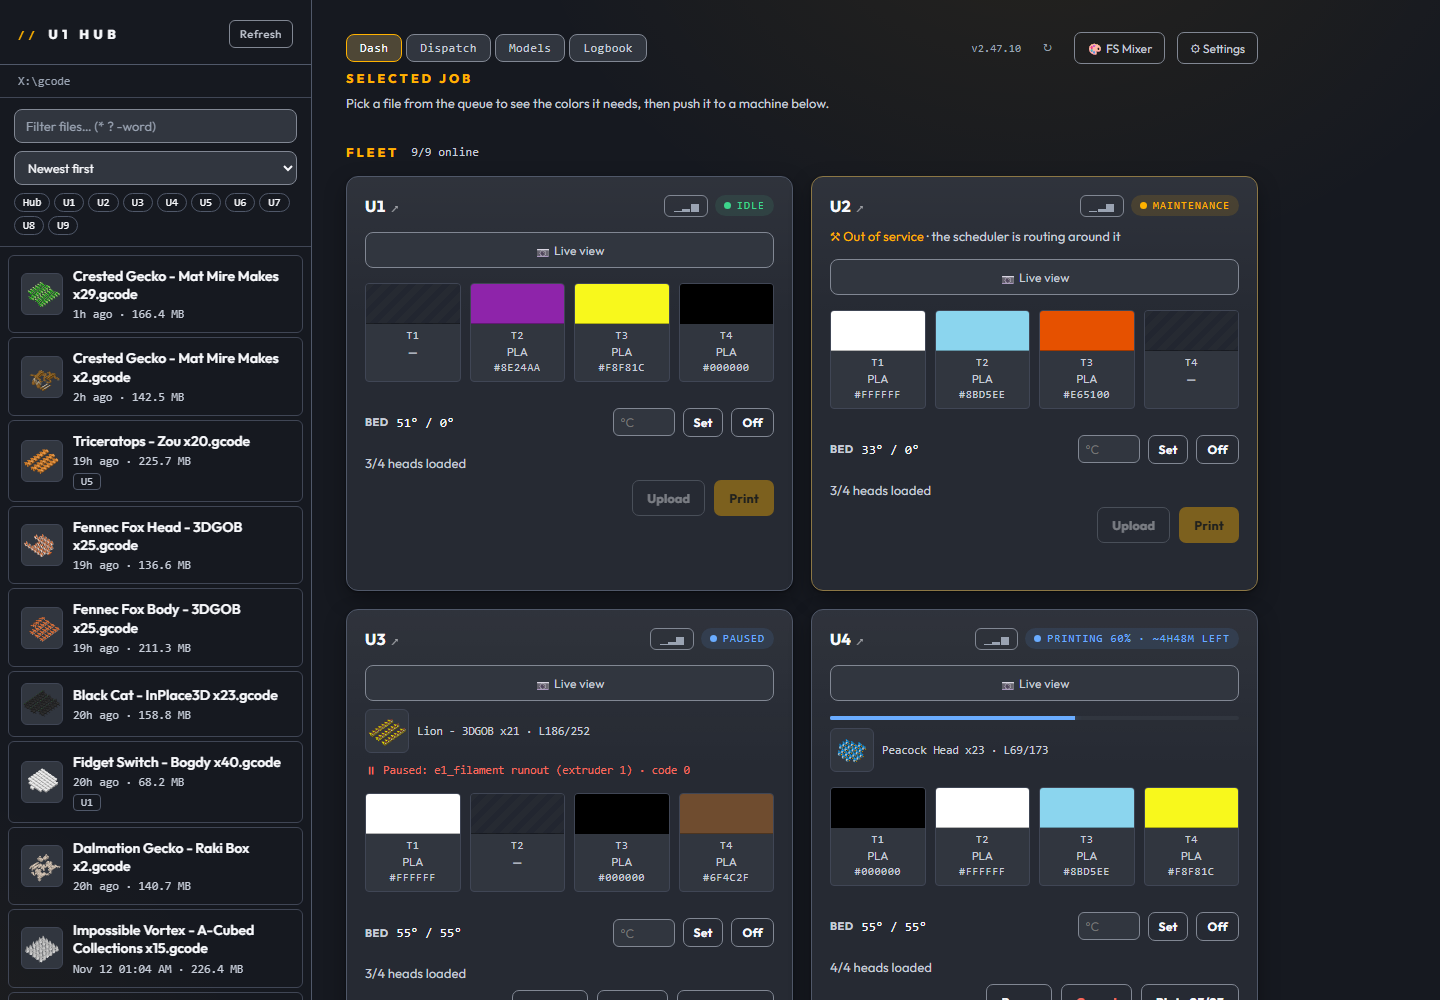 // U1 HUB
Refresh
X:\gcode
Filter files... (* ? -word)
Newest first
Hub U1 U2 U3 U4 U5 U6 U7
U8 U9
Crested Gecko - Mat Mire Makes
x29.gcode
1h ago · 166.4 MB
Crested Gecko - Mat Mire Makes
x2.gcode
2h ago · 142.5 MB
Triceratops - Zou x20.gcode
19h ago · 225.7 MB
U5
Fennec Fox Head - 3DGOB
x25.gcode
19h ago · 136.6 MB
Fennec Fox Body - 3DGOB
x25.gcode
19h ago · 211.3 MB
Black Cat - InPlace3D x23.gcode
20h ago · 158.8 MB
Fidget Switch - Bogdy x40.gcode
20h ago · 68.2 MB
U1
Dalmation Gecko - Raki Box
x2.gcode
20h ago · 140.7 MB
Impossible Vortex - A-Cubed
Collections x15.gcode
Nov 12 01:04 AM · 226.4 MB
Dash Dispatch Models Logbook
v2.47.10 ↻ FS Mixer ⚙ Settings
SELECTED JOB
Pick a file from the queue to see the colors it needs, then push it to a machine below.
FLEET 9/9 online
U1 ↗ IDLE
Live view
T1 T2 T3 T4
— PLA PLA PLA
#8E24AA #F8F81C #000000
BED 51° / 0° °C Set Off
3/4 heads loaded
Upload Print
U2 ↗ MAINTENANCE
⚒ Out of service · the scheduler is routing around it
Live view
T1 T2 T3 T4
PLA PLA PLA —
#FFFFFF #8BD5EE #E65100
BED 33° / 0° °C Set Off
3/4 heads loaded
Upload Print
U3 ↗ PAUSED
Live view
Lion - 3DGOB x21 · L186/252
⏸ Paused: e1_filament runout (extruder 1) · code 0
T1 T2 T3 T4
PLA — PLA PLA
#FFFFFF #000000 #6F4C2F
BED 55° / 55° °C Set Off
3/4 heads loaded
U4 ↗ PRINTING 60% · ~4H48M LEFT
Live view
Peacock Head x23 · L69/173
T1 T2 T3 T4
PLA PLA PLA PLA
#000000 #FFFFFF #8BD5EE #F8F81C
BED 55° / 55° °C Set Off
4/4 heads loaded